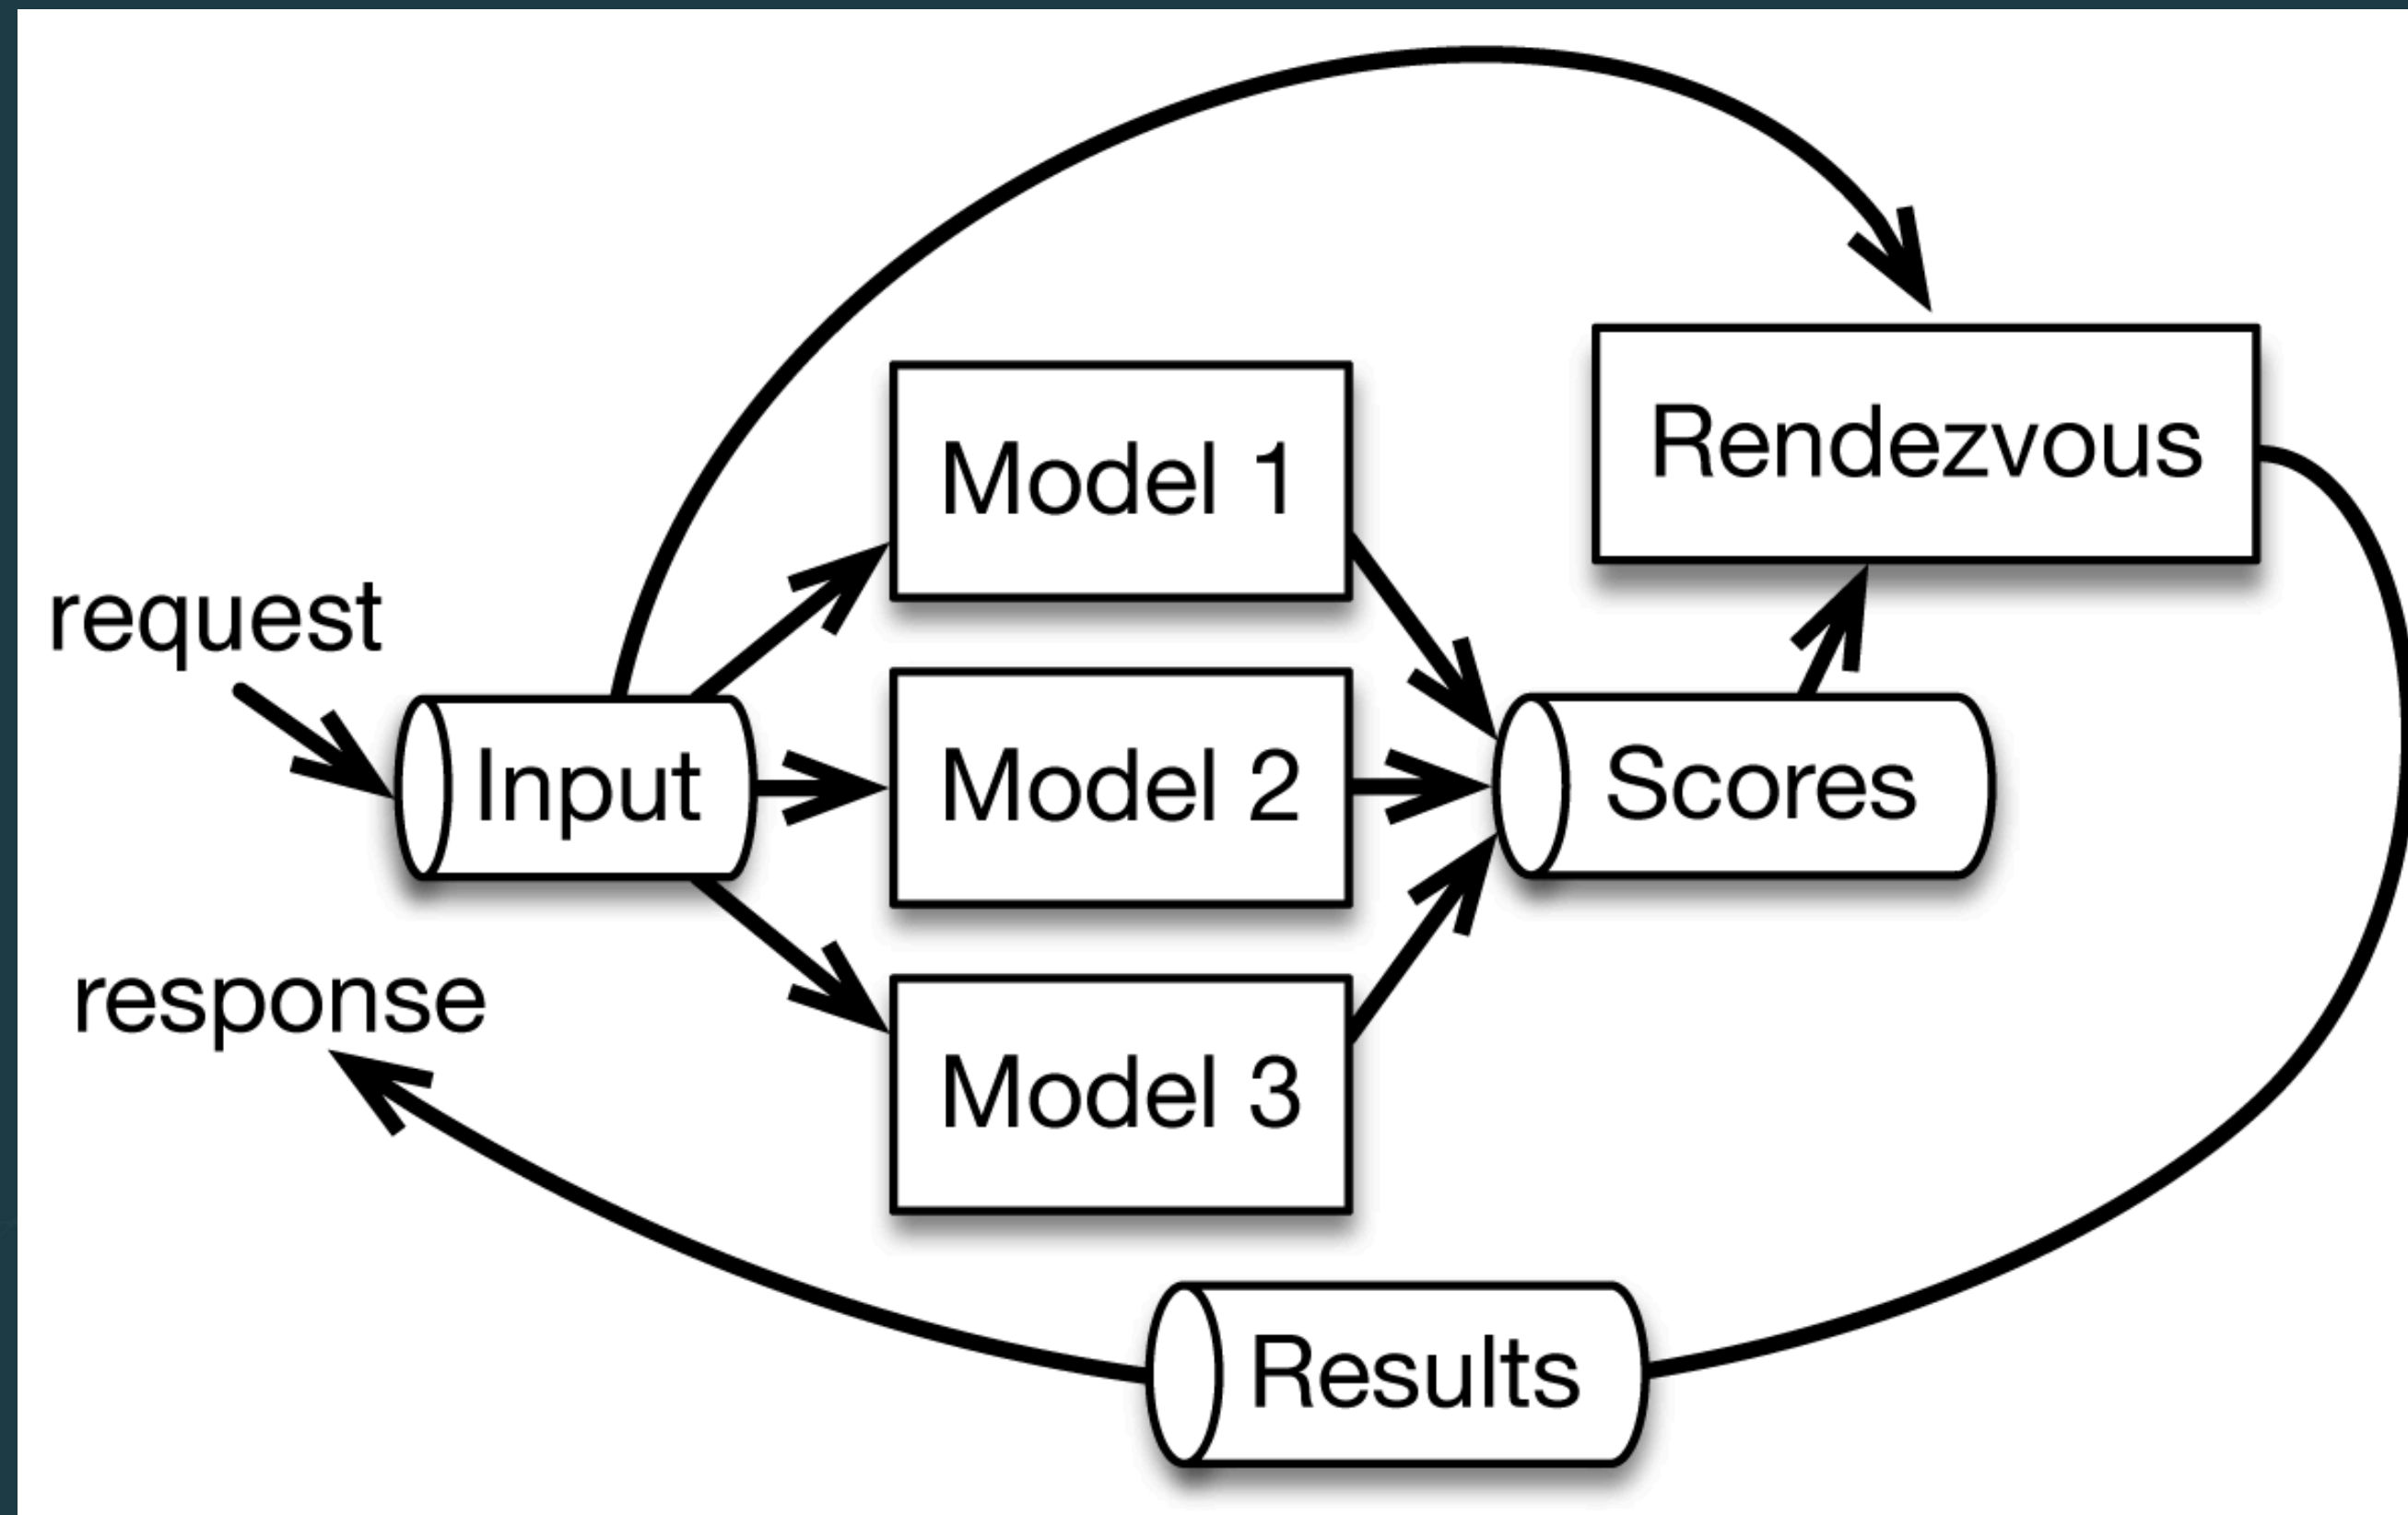 request
Input
Model 1
Model 2
Model 3
Scores
Rendezvous
Results
response